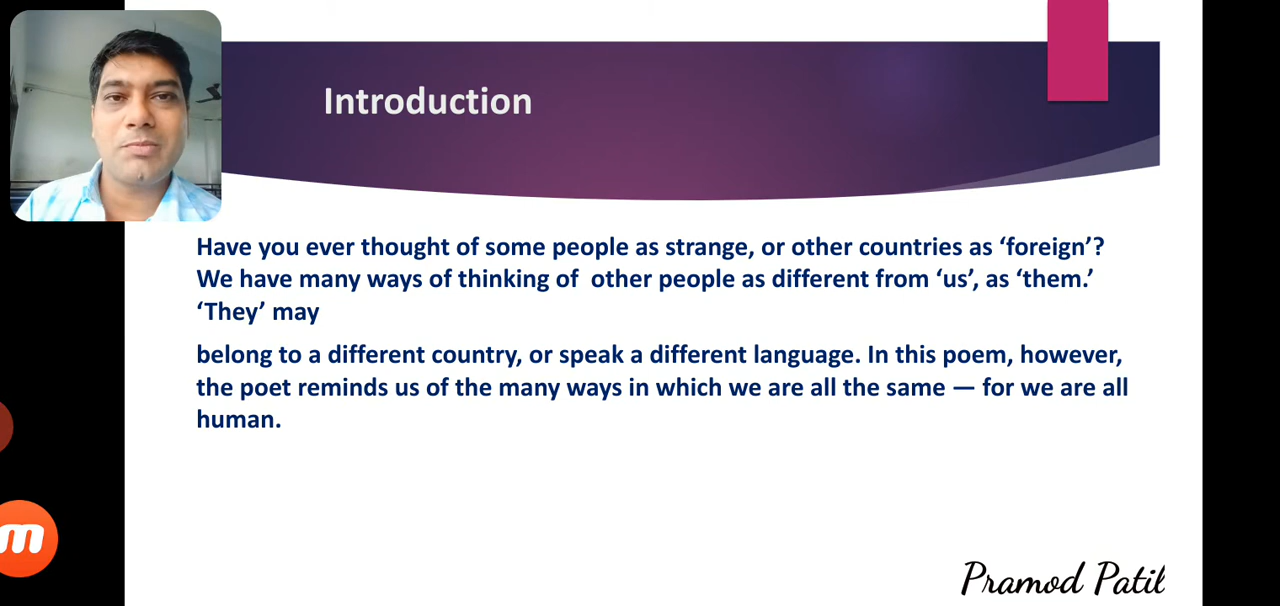 Introduction
Have you ever thought of some people as strange, or other countries as ‘foreign’?
We have many ways of thinking of  other people as different from ‘us’, as ‘them.’
‘They’ may
belong to a different country, or speak a different language. In this poem, however,
the poet reminds us of the many ways in which we are all the same — for we are all
human.
m
Pramod Patil